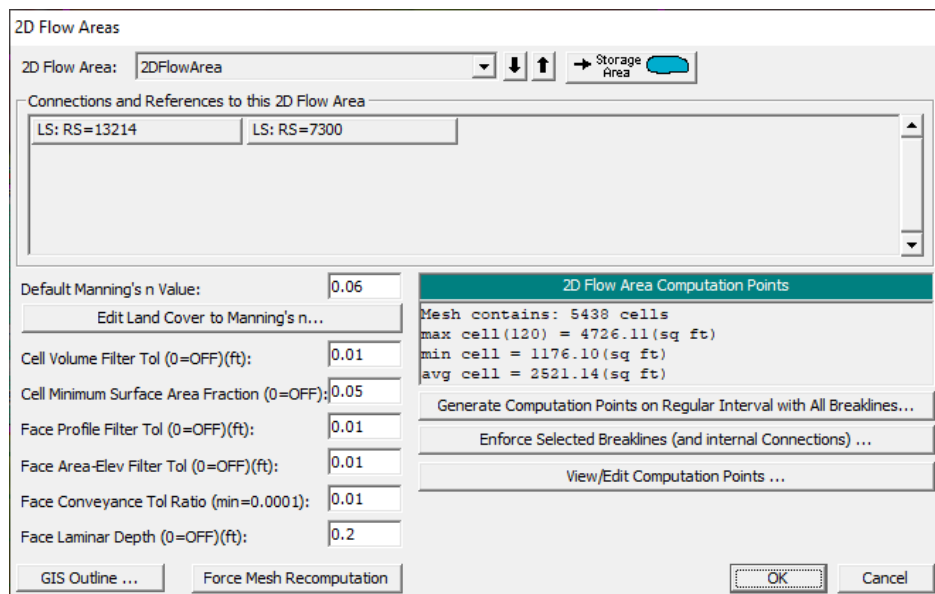 2D Flow Areas
2D Flow Area: 2DFlowArea Storage Area
Connections and References to this 2D Flow Area
LS: RS=13214 LS: RS=7300
Default Manning's n Value: 0.06
Edit Land Cover to Manning's n...
Cell Volume Filter Tol (0=OFF)(ft): 0.01
Cell Minimum Surface Area Fraction (0=OFF): 0.05
Face Profile Filter Tol (0=OFF)(ft): 0.01
Face Area-Elev Filter Tol (0=OFF)(ft): 0.01
Face Conveyance Tol Ratio (min=0.0001): 0.01
Face Laminar Depth (0=OFF)(ft): 0.2
2D Flow Area Computation Points
Mesh contains: 5438 cells
max cell(120) = 4726.11(sq ft)
min cell = 1176.10(sq ft)
avg cell = 2521.14(sq ft)
Generate Computation Points on Regular Interval with All Breaklines...
Enforce Selected Breaklines (and internal Connections) ...
View/Edit Computation Points ...
GIS Outline ... Force Mesh Recomputation OK Cancel